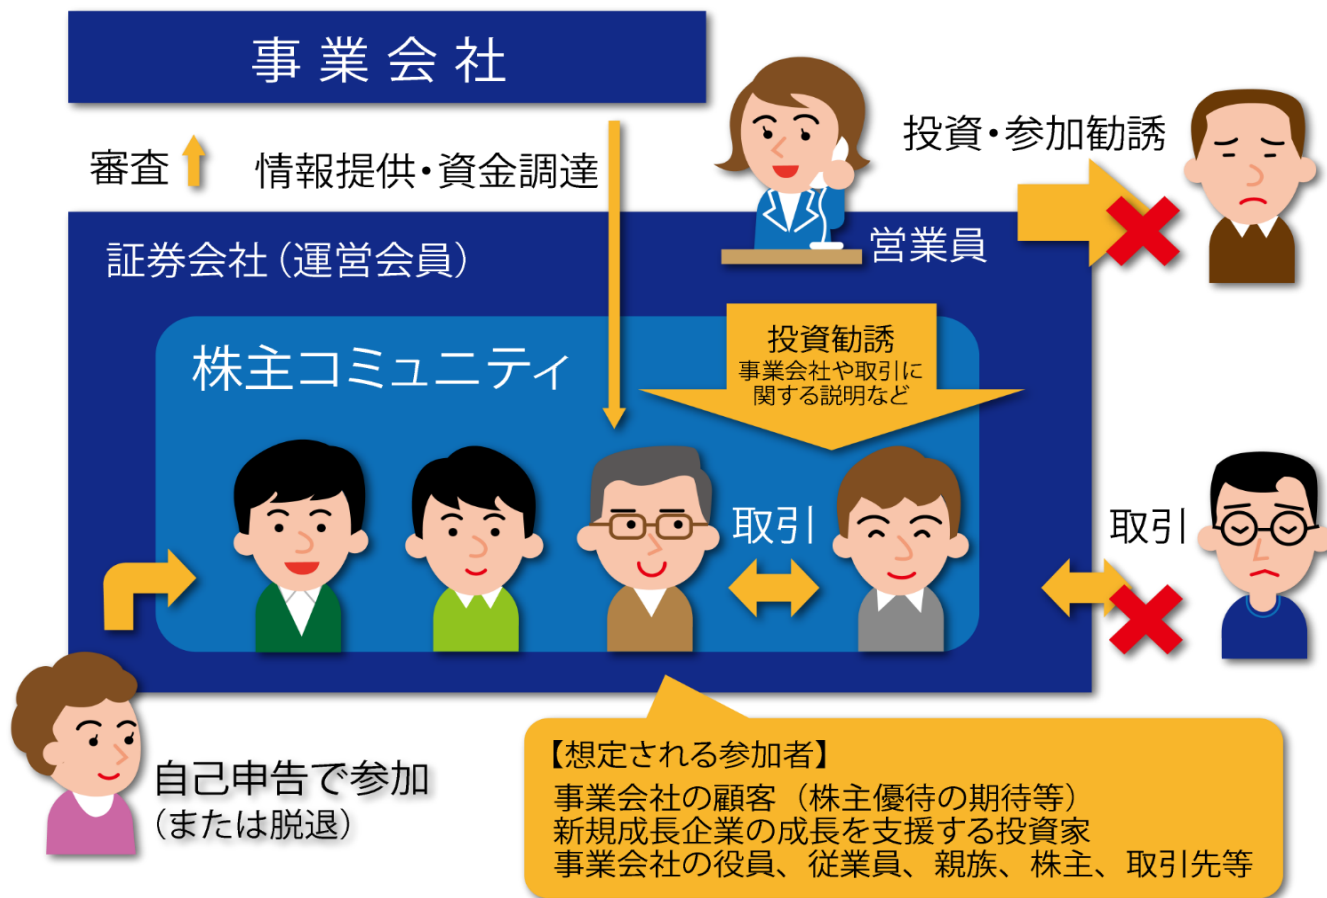 事業会社
審査
情報提供・資金調達
投資・参加勧誘
証券会社（運営会員）
営業員
株主コミュニティ
投資勧誘
事業会社や取引に
関する説明など
取引
取引
自己申告で参加
（または脱退）
【想定される参加者】
事業会社の顧客（株主優待の期待等）
新規成長企業の成長を支援する投資家
事業会社の役員、従業員、親族、株主、取引先等